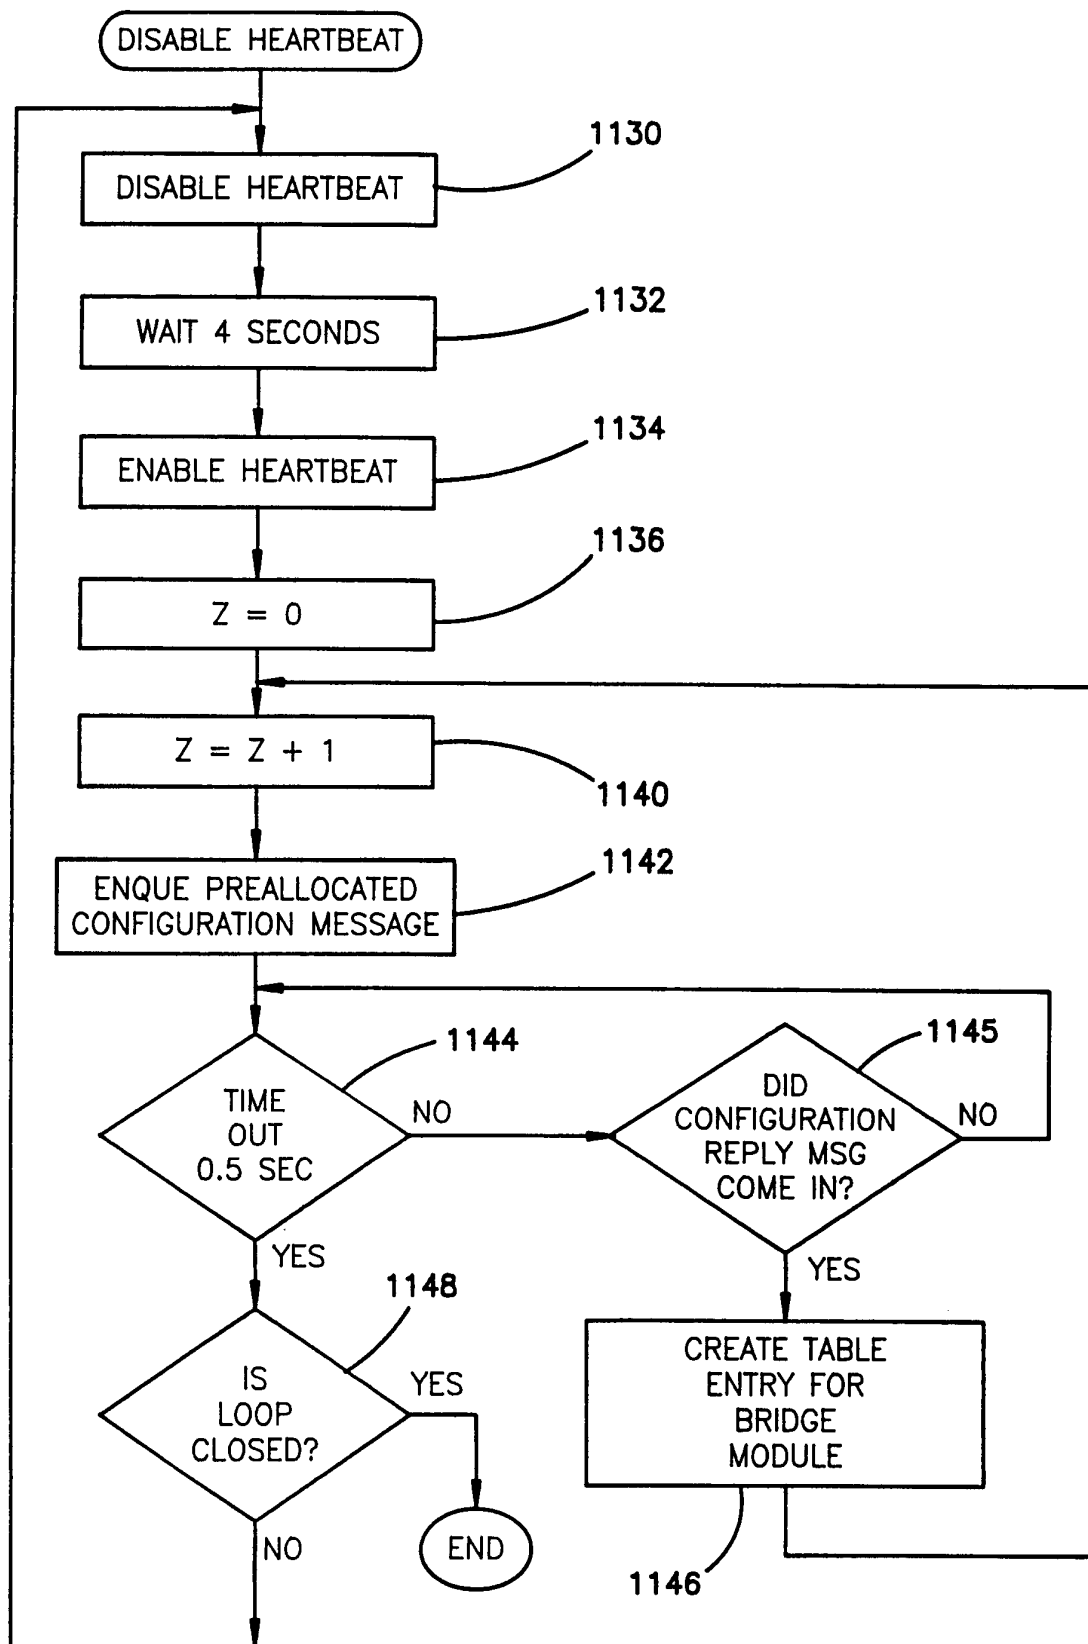 DISABLE HEARTBEAT
1130
DISABLE HEARTBEAT
1132
WAIT 4 SECONDS
1134
ENABLE HEARTBEAT
1136
Z = 0
Z = Z + 1
1140
1142
ENQUE PREALLOCATED
CONFIGURATION MESSAGE
1144
TIME
OUT
0.5 SEC
NO
1145
DID
CONFIGURATION
REPLY MSG
COME IN?
NO
YES
YES
1148
IS
LOOP
CLOSED?
YES
NO
END
CREATE TABLE
ENTRY FOR
BRIDGE
MODULE
1146